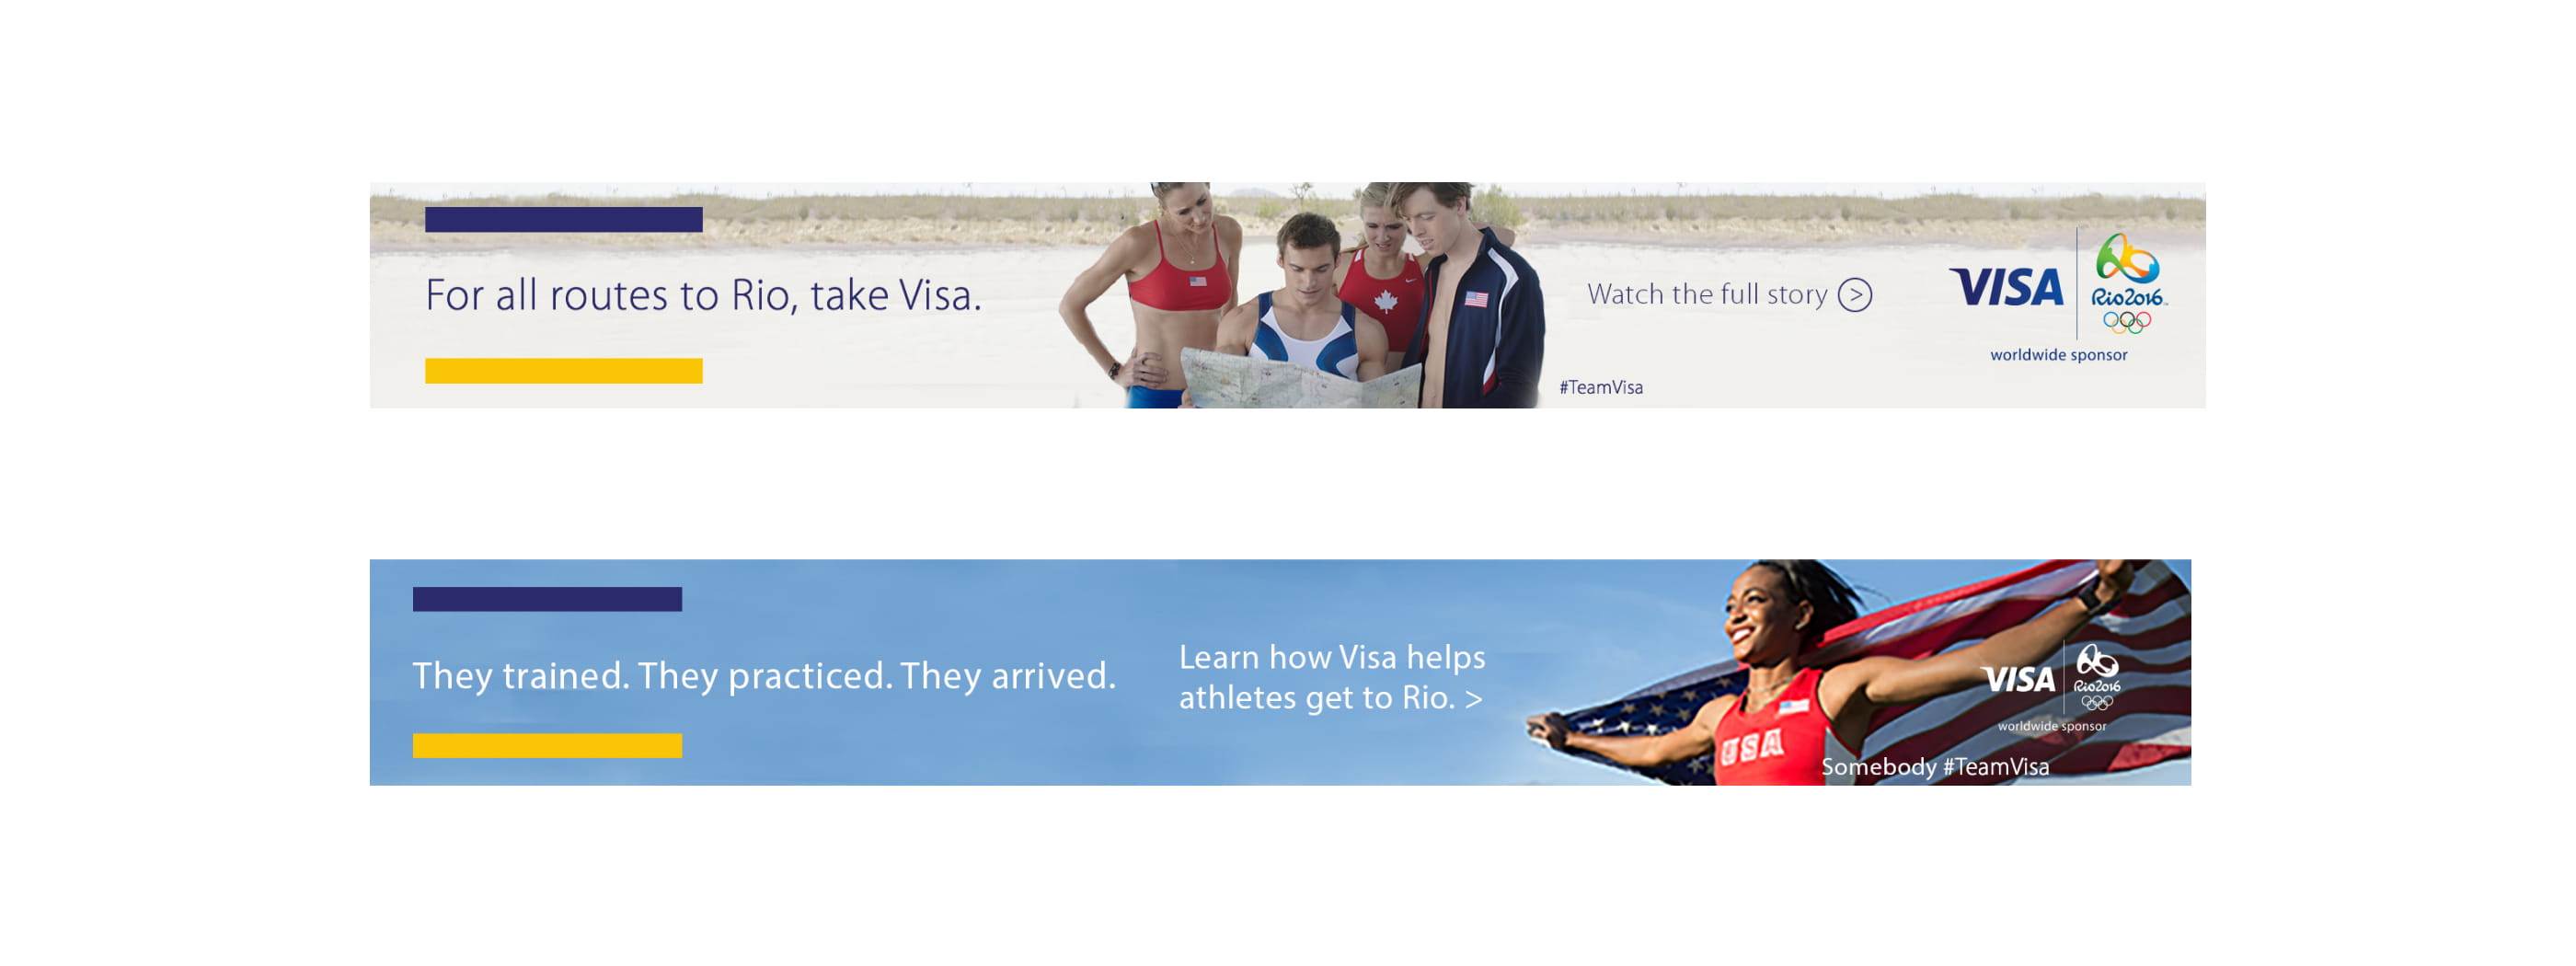 For all routes to Rio, take Visa.
Watch the full story >
#TeamVisa
VISA
Rio2016™
worldwide sponsor
They trained. They practiced. They arrived.
Learn how Visa helps
athletes get to Rio. >
USA
VISA
Rio2016
worldwide sponsor
Somebody #TeamVisa